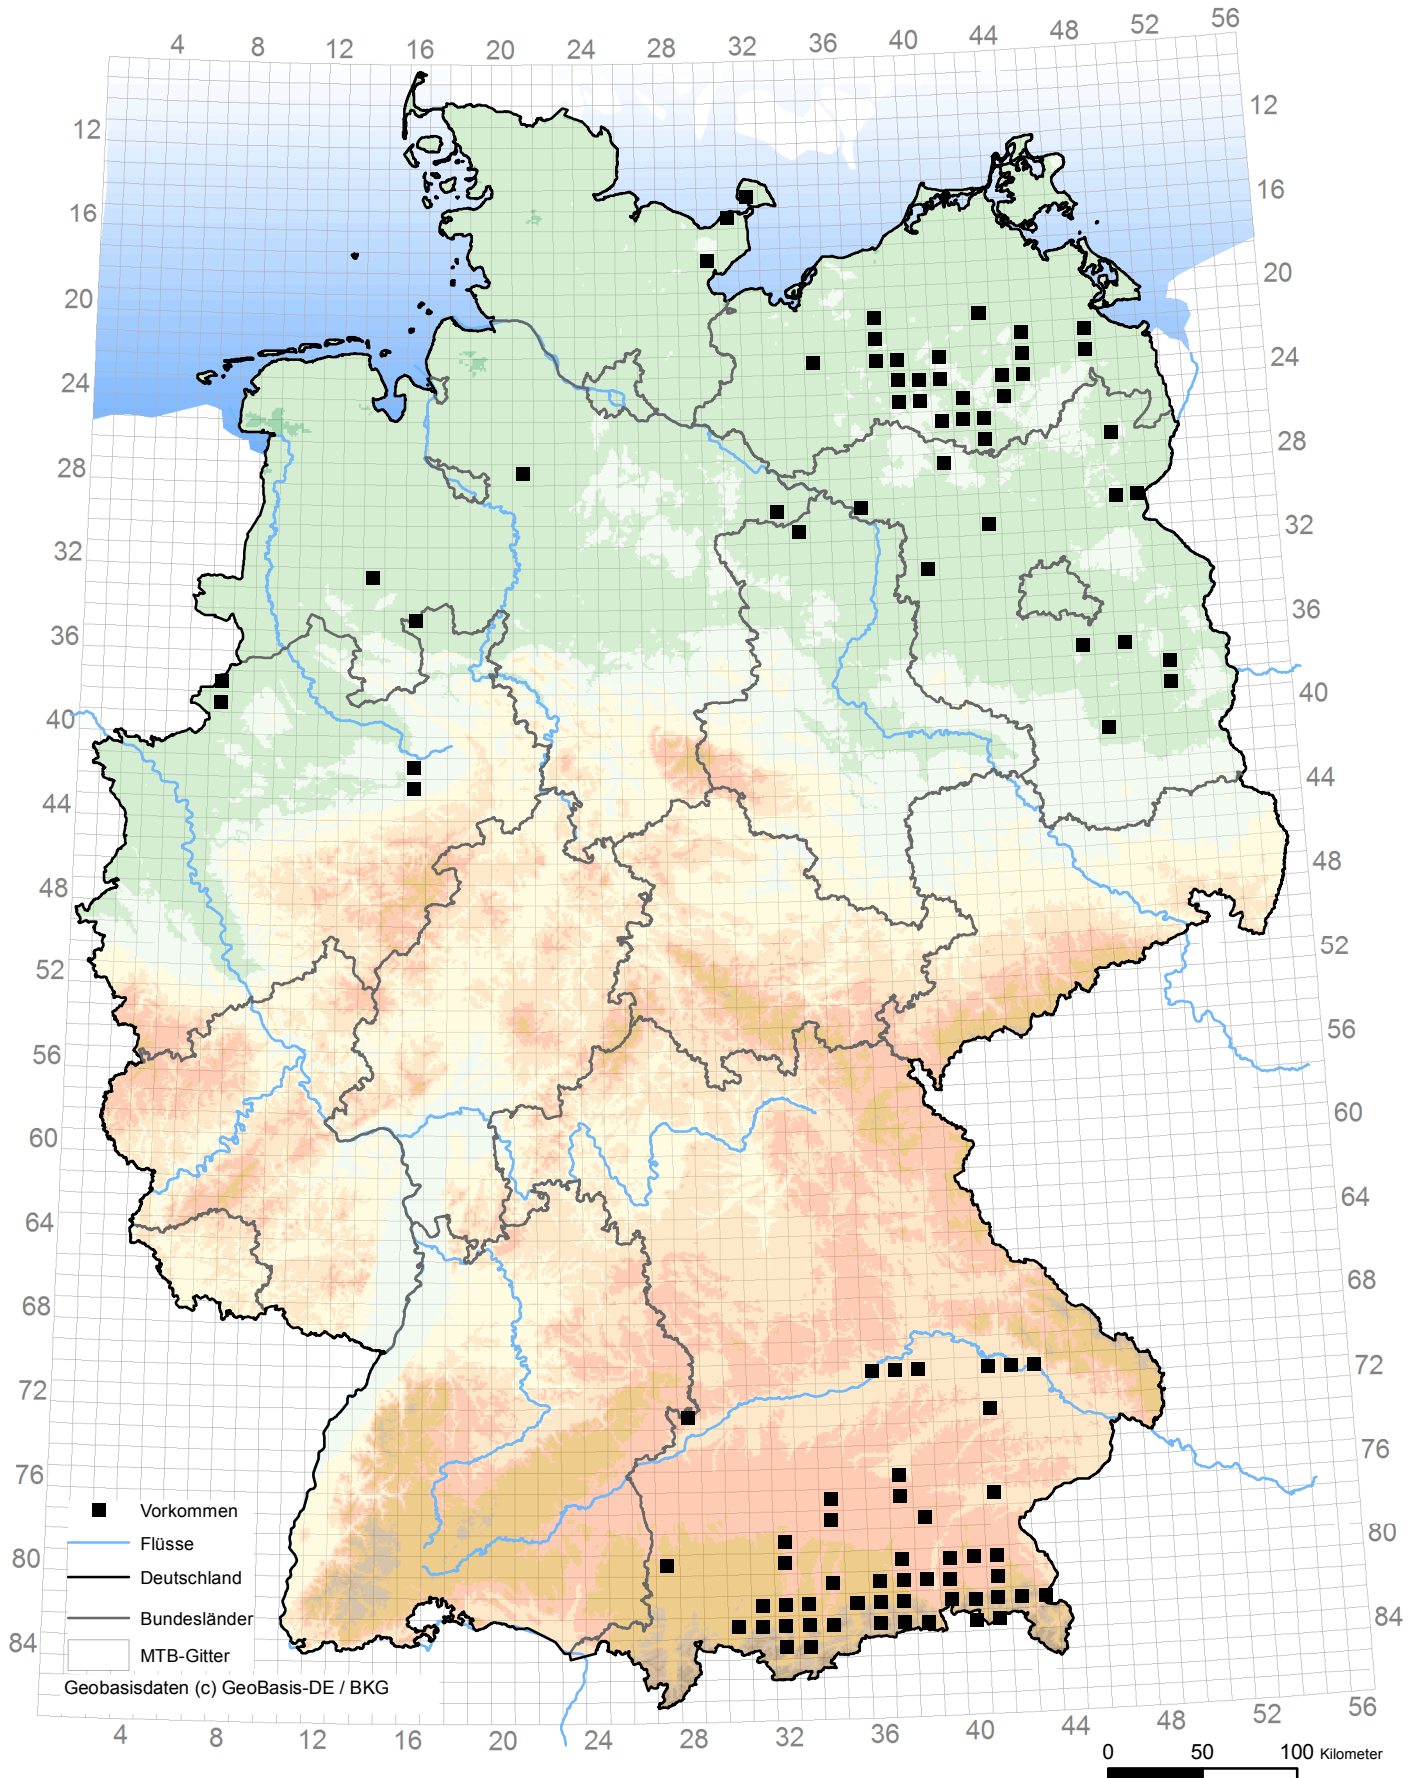 4 8 12 16 20 24 28 32 36 40 44 48 52 56
12 12
16 16
20 20
24 24
28 28
32 32
36 36
40 40
44 44
48 48
52 52
56 56
60 60
64 64
68 68
72 72
76 76
80 80
84 84
Vorkommen
Flüsse
Deutschland
Bundesländer
MTB-Gitter
Geobasisdaten (c) GeoBasis-DE / BKG
4 8 12 16 20 24 28 32 36 40 44 48 52 56
0 50 100 Kilometer